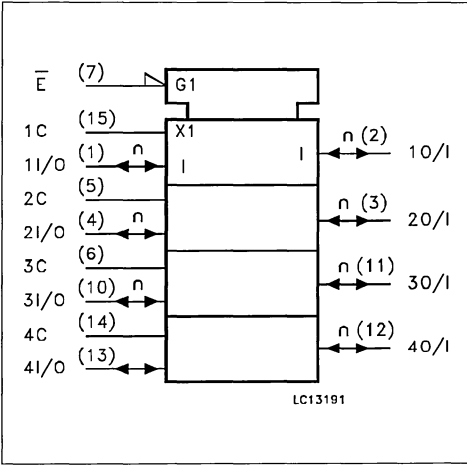 E̅ (7) G1
1C (15) X1
1I/O (1) n I I n (2) 1O/I
2C (5)
2I/O (4) n n (3) 2O/I
3C (6)
3I/O (10) n n (11) 3O/I
4C (14)
4I/O (13) n (12) 4O/I
LC13191